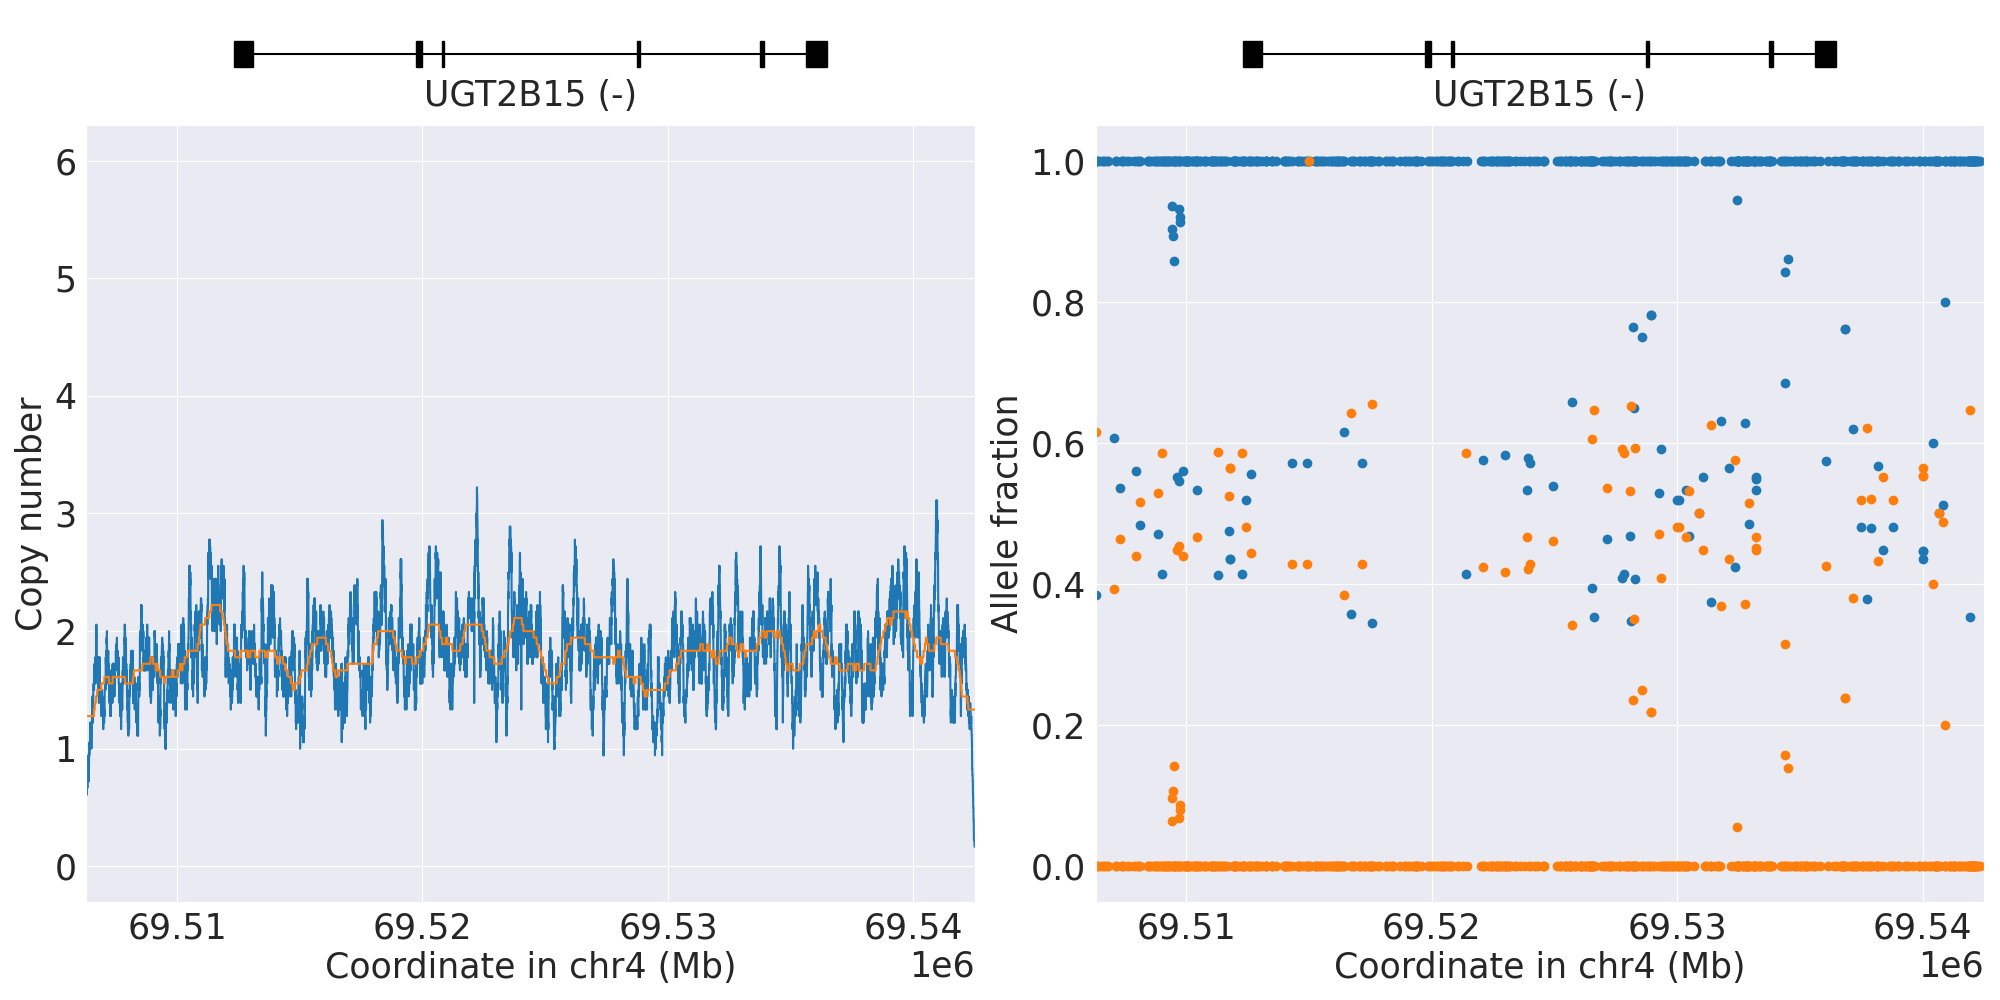 UGT2B15 (-)
6
5
4
3
2
1
0
Copy number
69.51 69.52 69.53 69.54
Coordinate in chr4 (Mb)
1e6
UGT2B15 (-)
1.0
0.8
0.6
0.4
0.2
0.0
Allele fraction
69.51 69.52 69.53 69.54
Coordinate in chr4 (Mb)
1e6